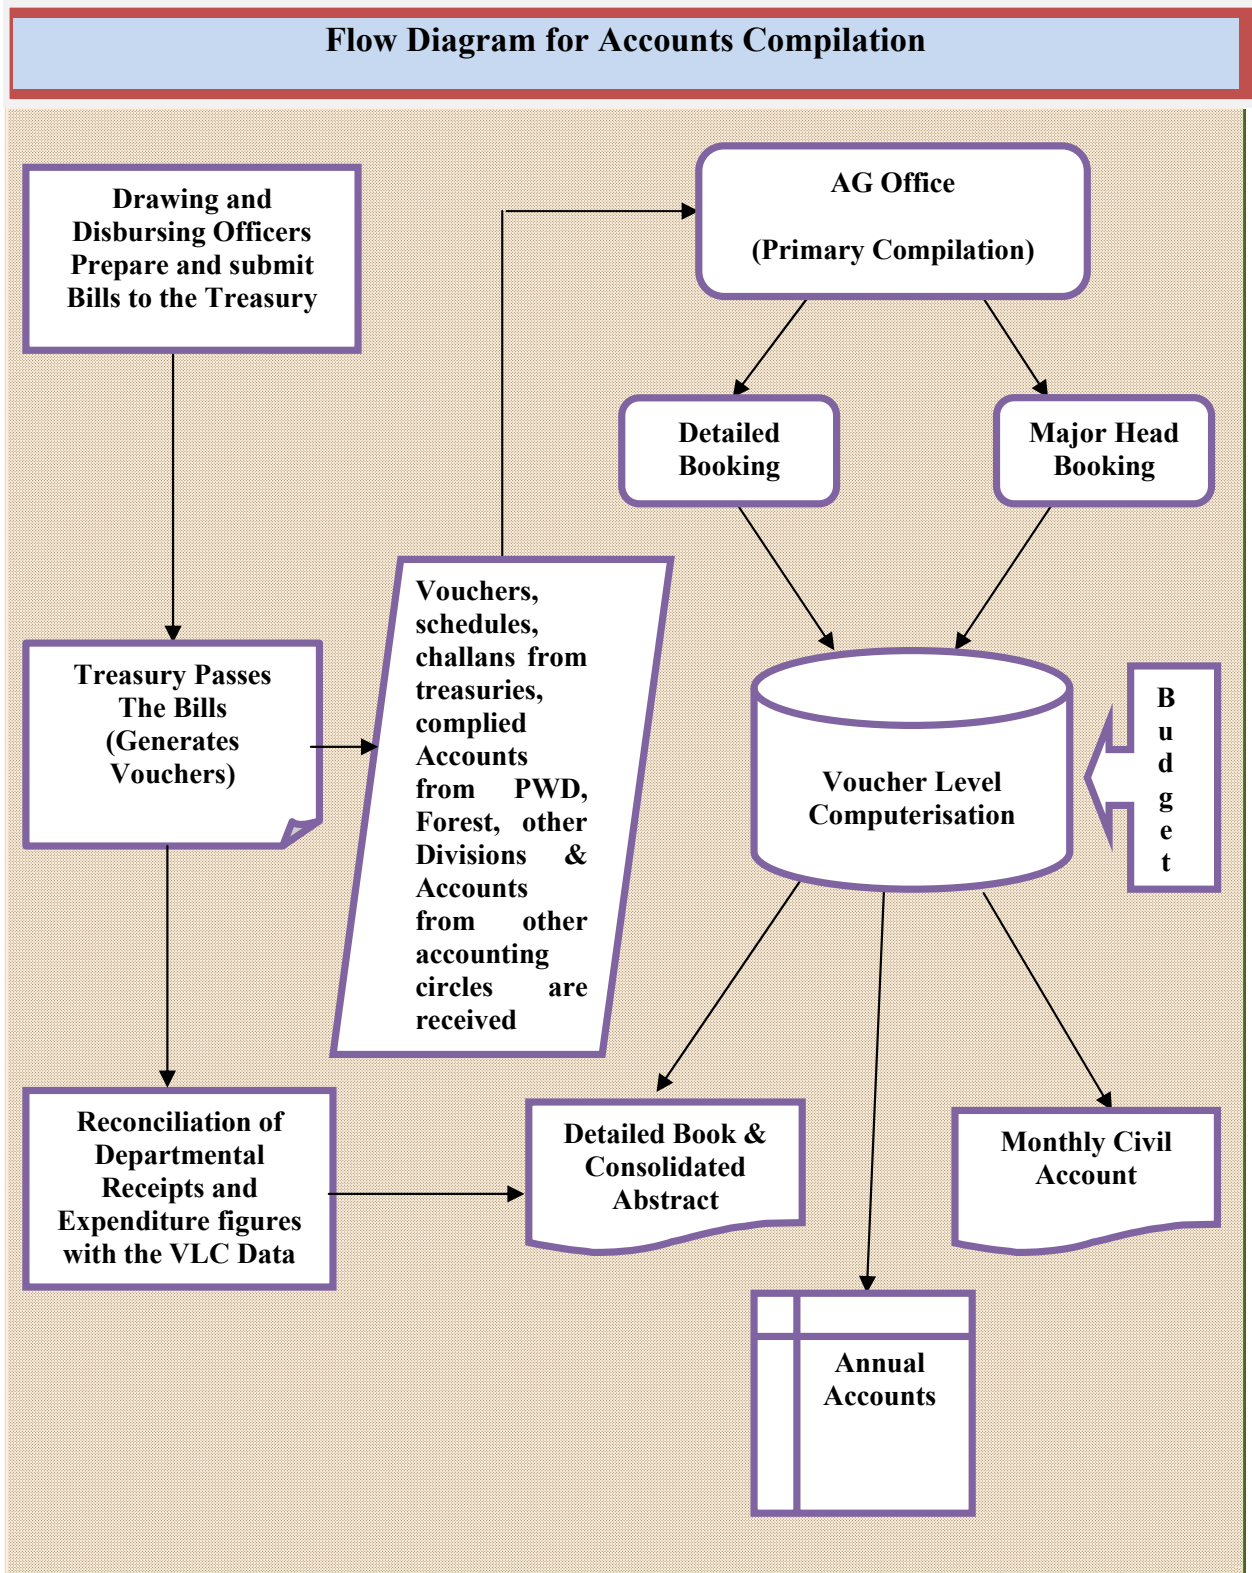 Flow Diagram for Accounts Compilation
Drawing and
Disbursing Officers
Prepare and submit
Bills to the Treasury
AG Office
(Primary Compilation)
Detailed
Booking
Major Head
Booking
Vouchers,
schedules,
challans from
treasuries,
complied
Accounts
from PWD,
Forest, other
Divisions &
Accounts
from other
accounting
circles are
received
Treasury Passes
The Bills
(Generates
Vouchers)
Voucher Level
Computerisation
B
u
d
g
e
t
Reconciliation of
Departmental
Receipts and
Expenditure figures
with the VLC Data
Detailed Book &
Consolidated
Abstract
Monthly Civil
Account
Annual
Accounts